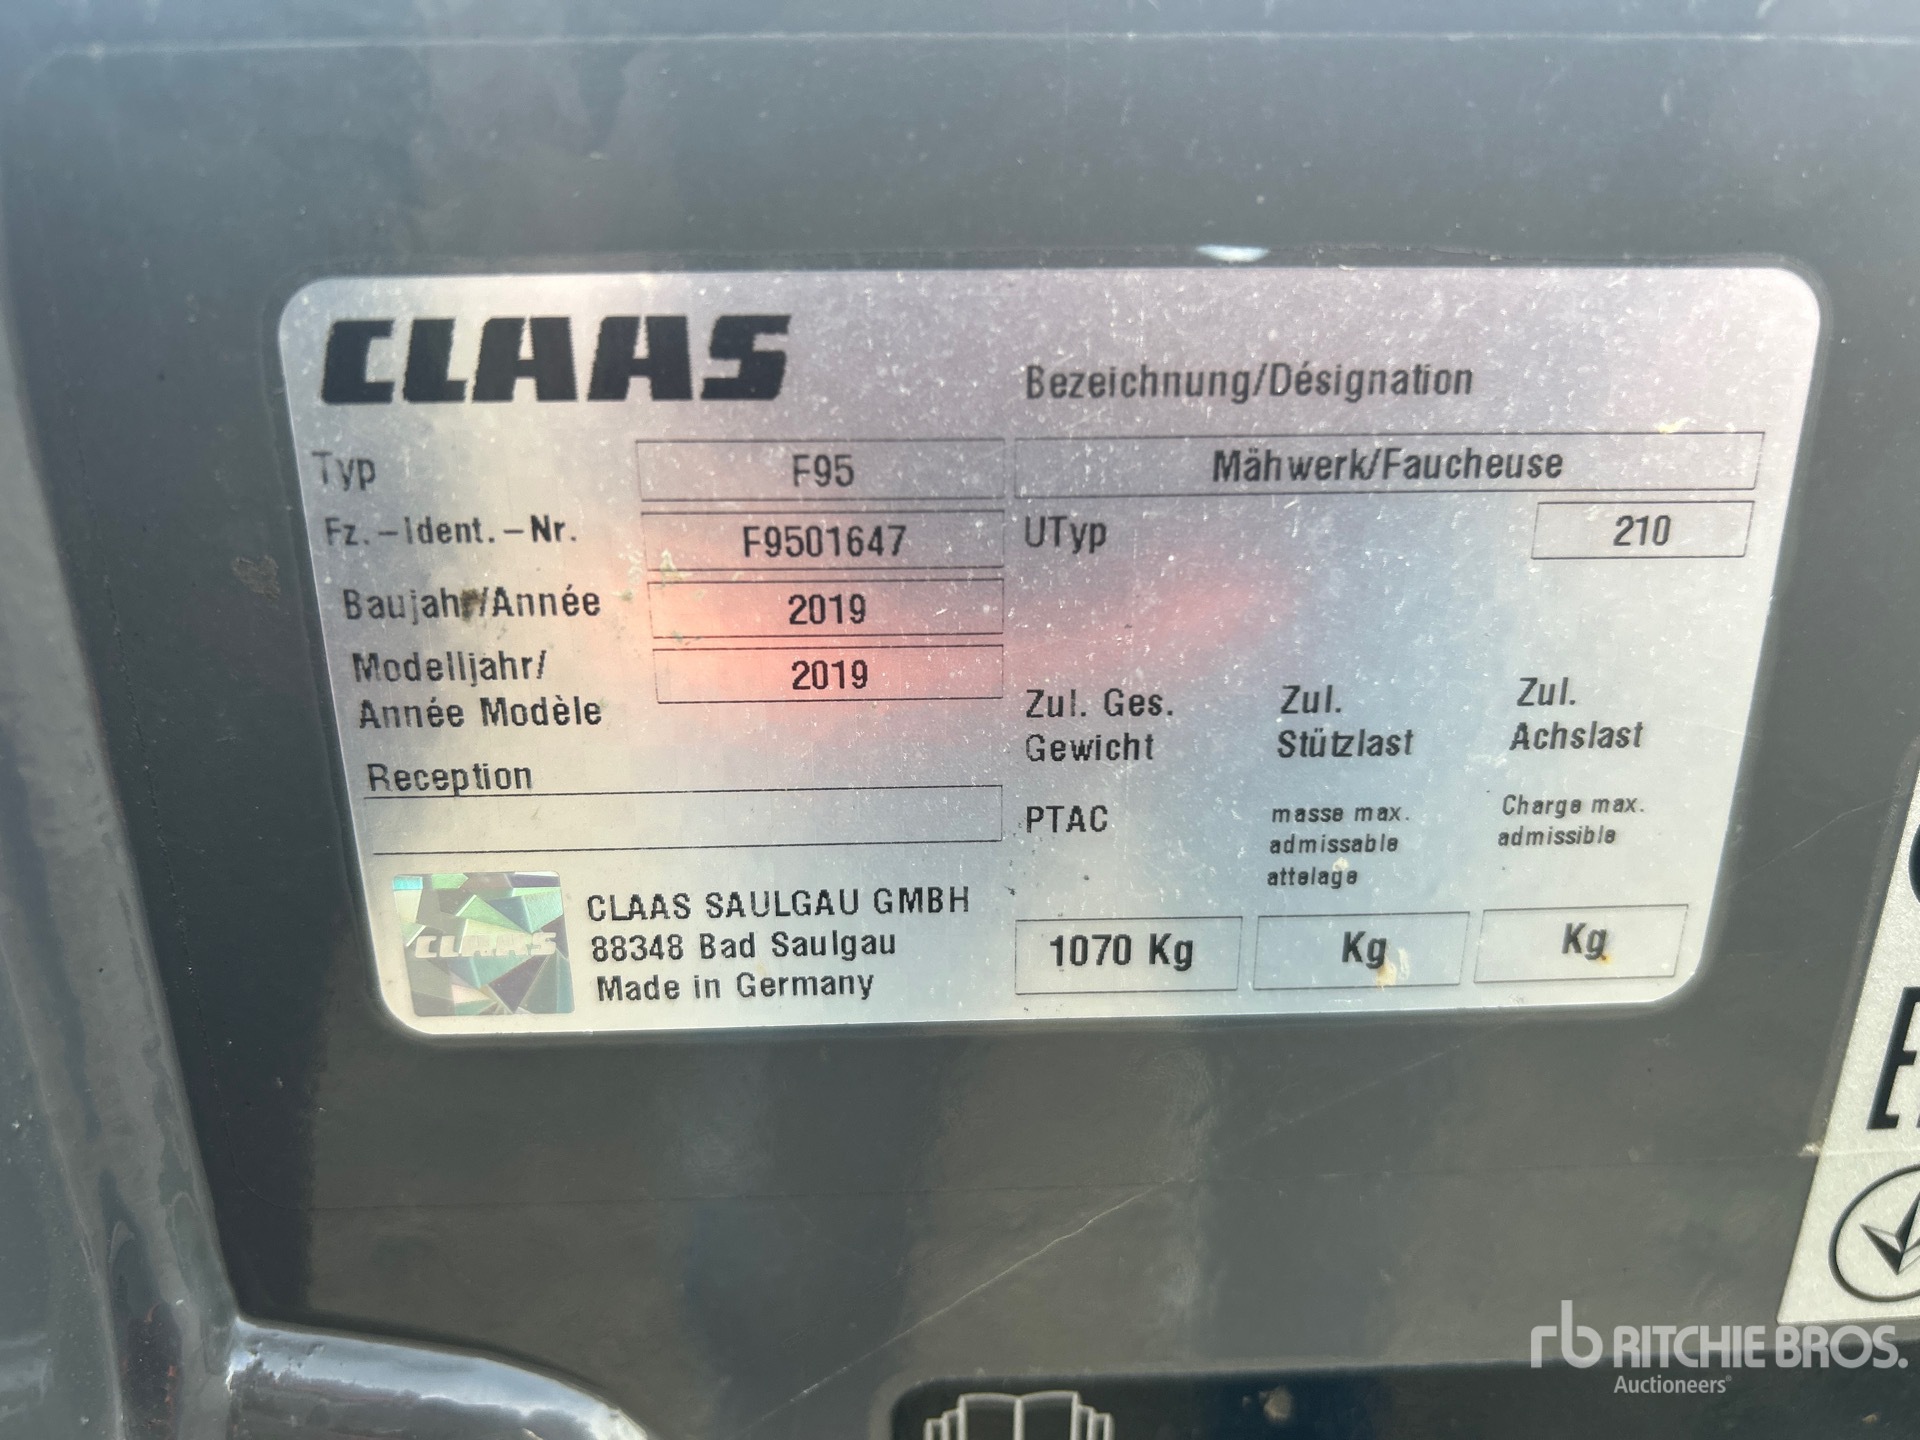 CLAAS
Bezeichnung/Désignation
Typ F95 Mähwerk/Faucheuse
Fz.-Ident.-Nr. F9501647 UTyp 210
Baujahr/Année 2019
Modelljahr/ 2019
Année Modèle
Reception
Zul. Ges. Zul. Zul.
Gewicht Stützlast Achslast
PTAC masse max. Charge max.
admissable admissible
attelage
1070 Kg Kg Kg
CLAAS
CLAAS SAULGAU GMBH
88348 Bad Saulgau
Made in Germany
rb RITCHIE BROS.
Auctioneers